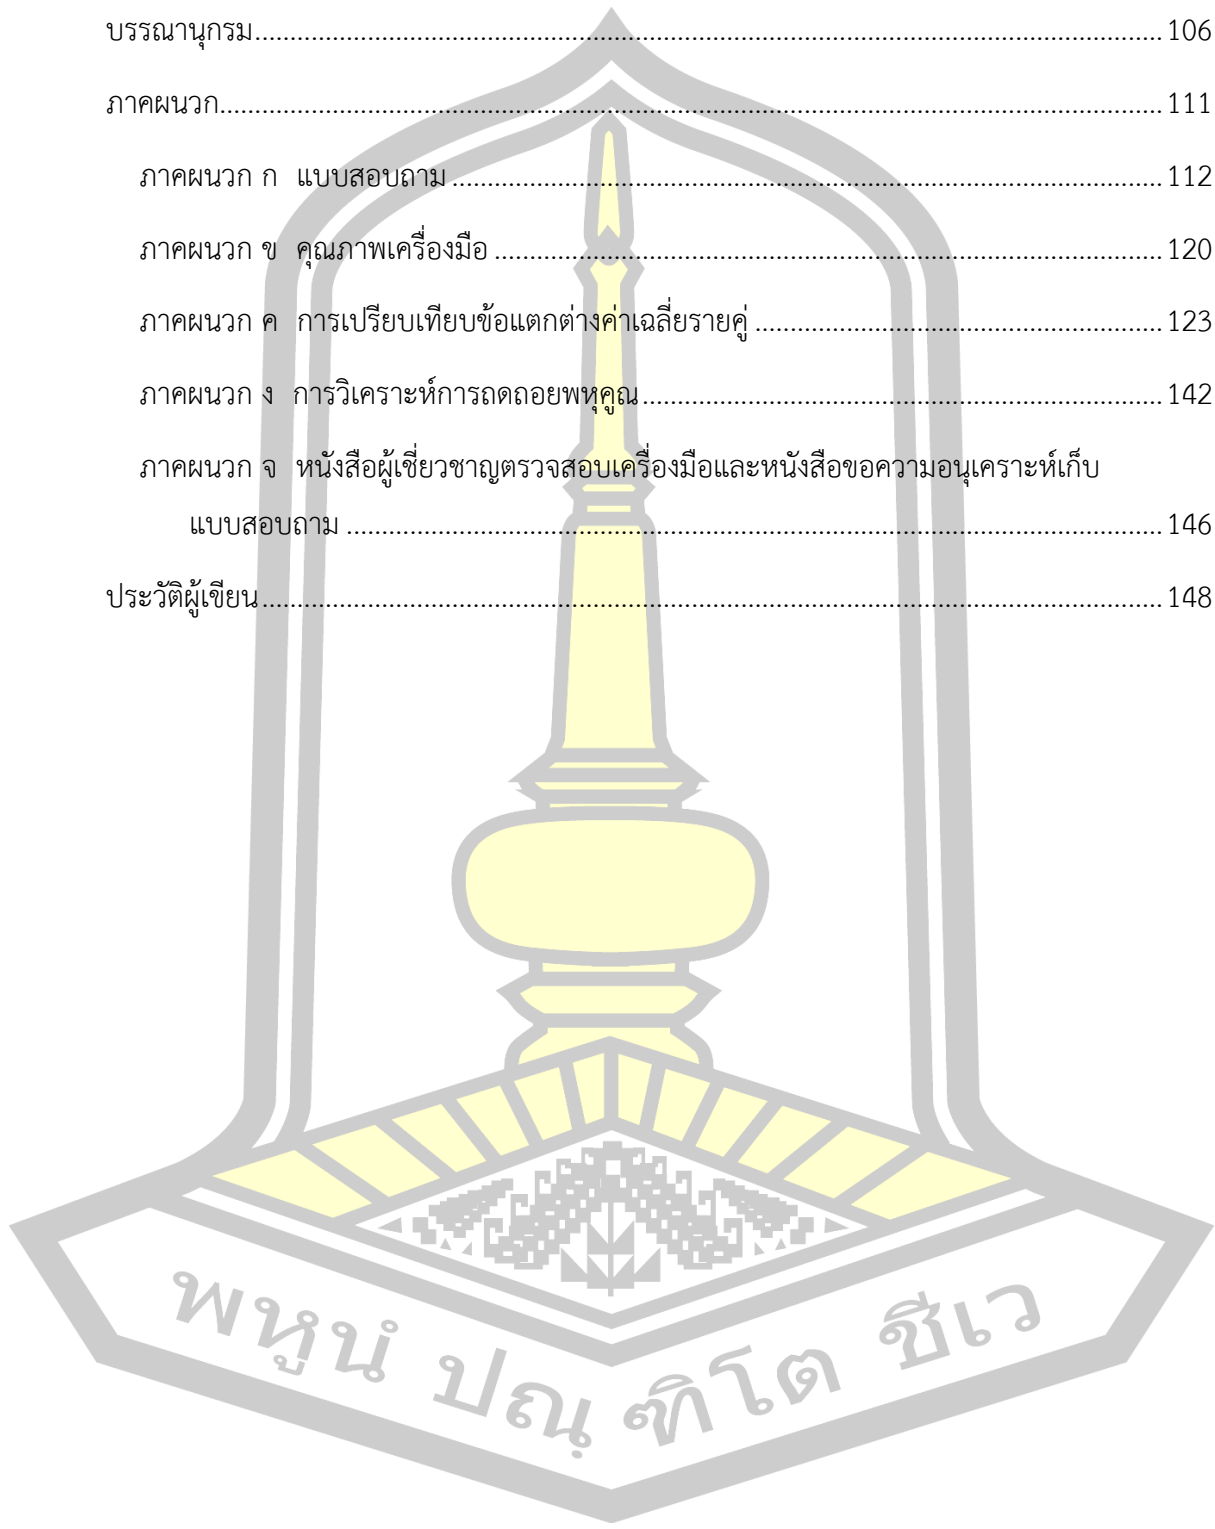 บรรณานุกรม............................................................................................................................. 106
ภาคผนวก................................................................................................................................. 111
ภาคผนวก ก แบบสอบถาม ................................................................................................. 112
ภาคผนวก ข คุณภาพเครื่องมือ ........................................................................................... 120
ภาคผนวก ค การเปรียบเทียบข้อแตกต่างค่าเฉลี่ยรายคู่ ....................................................... 123
ภาคผนวก ง การวิเคราะห์การถดถอยพหุคูณ ....................................................................... 142
ภาคผนวก จ หนังสือผู้เชี่ยวชาญตรวจสอบเครื่องมือและหนังสือขอความอนุเคราะห์เก็บ
แบบสอบถาม ................................................................................................................ 146
ประวัติผู้เขียน ............................................................................................................................ 148
พหูนํ ปณฺ ฑิโต ชีเว